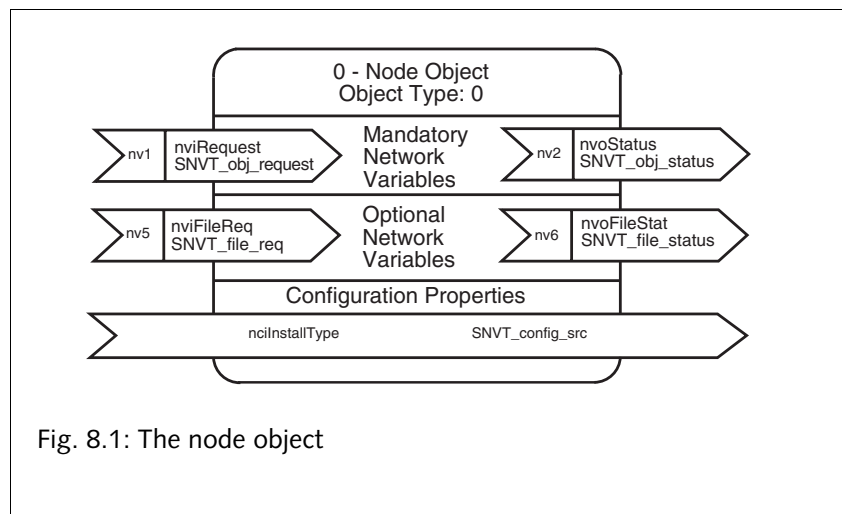 0 - Node Object
Object Type: 0
nv1
nviRequest
SNVT_obj_request
Mandatory
Network
Variables
nv2
nvoStatus
SNVT_obj_status
nv5
nviFileReq
SNVT_file_req
Optional
Network
Variables
nv6
nvoFileStat
SNVT_file_status
Configuration Properties
nciInstallType
SNVT_config_src
Fig. 8.1: The node object